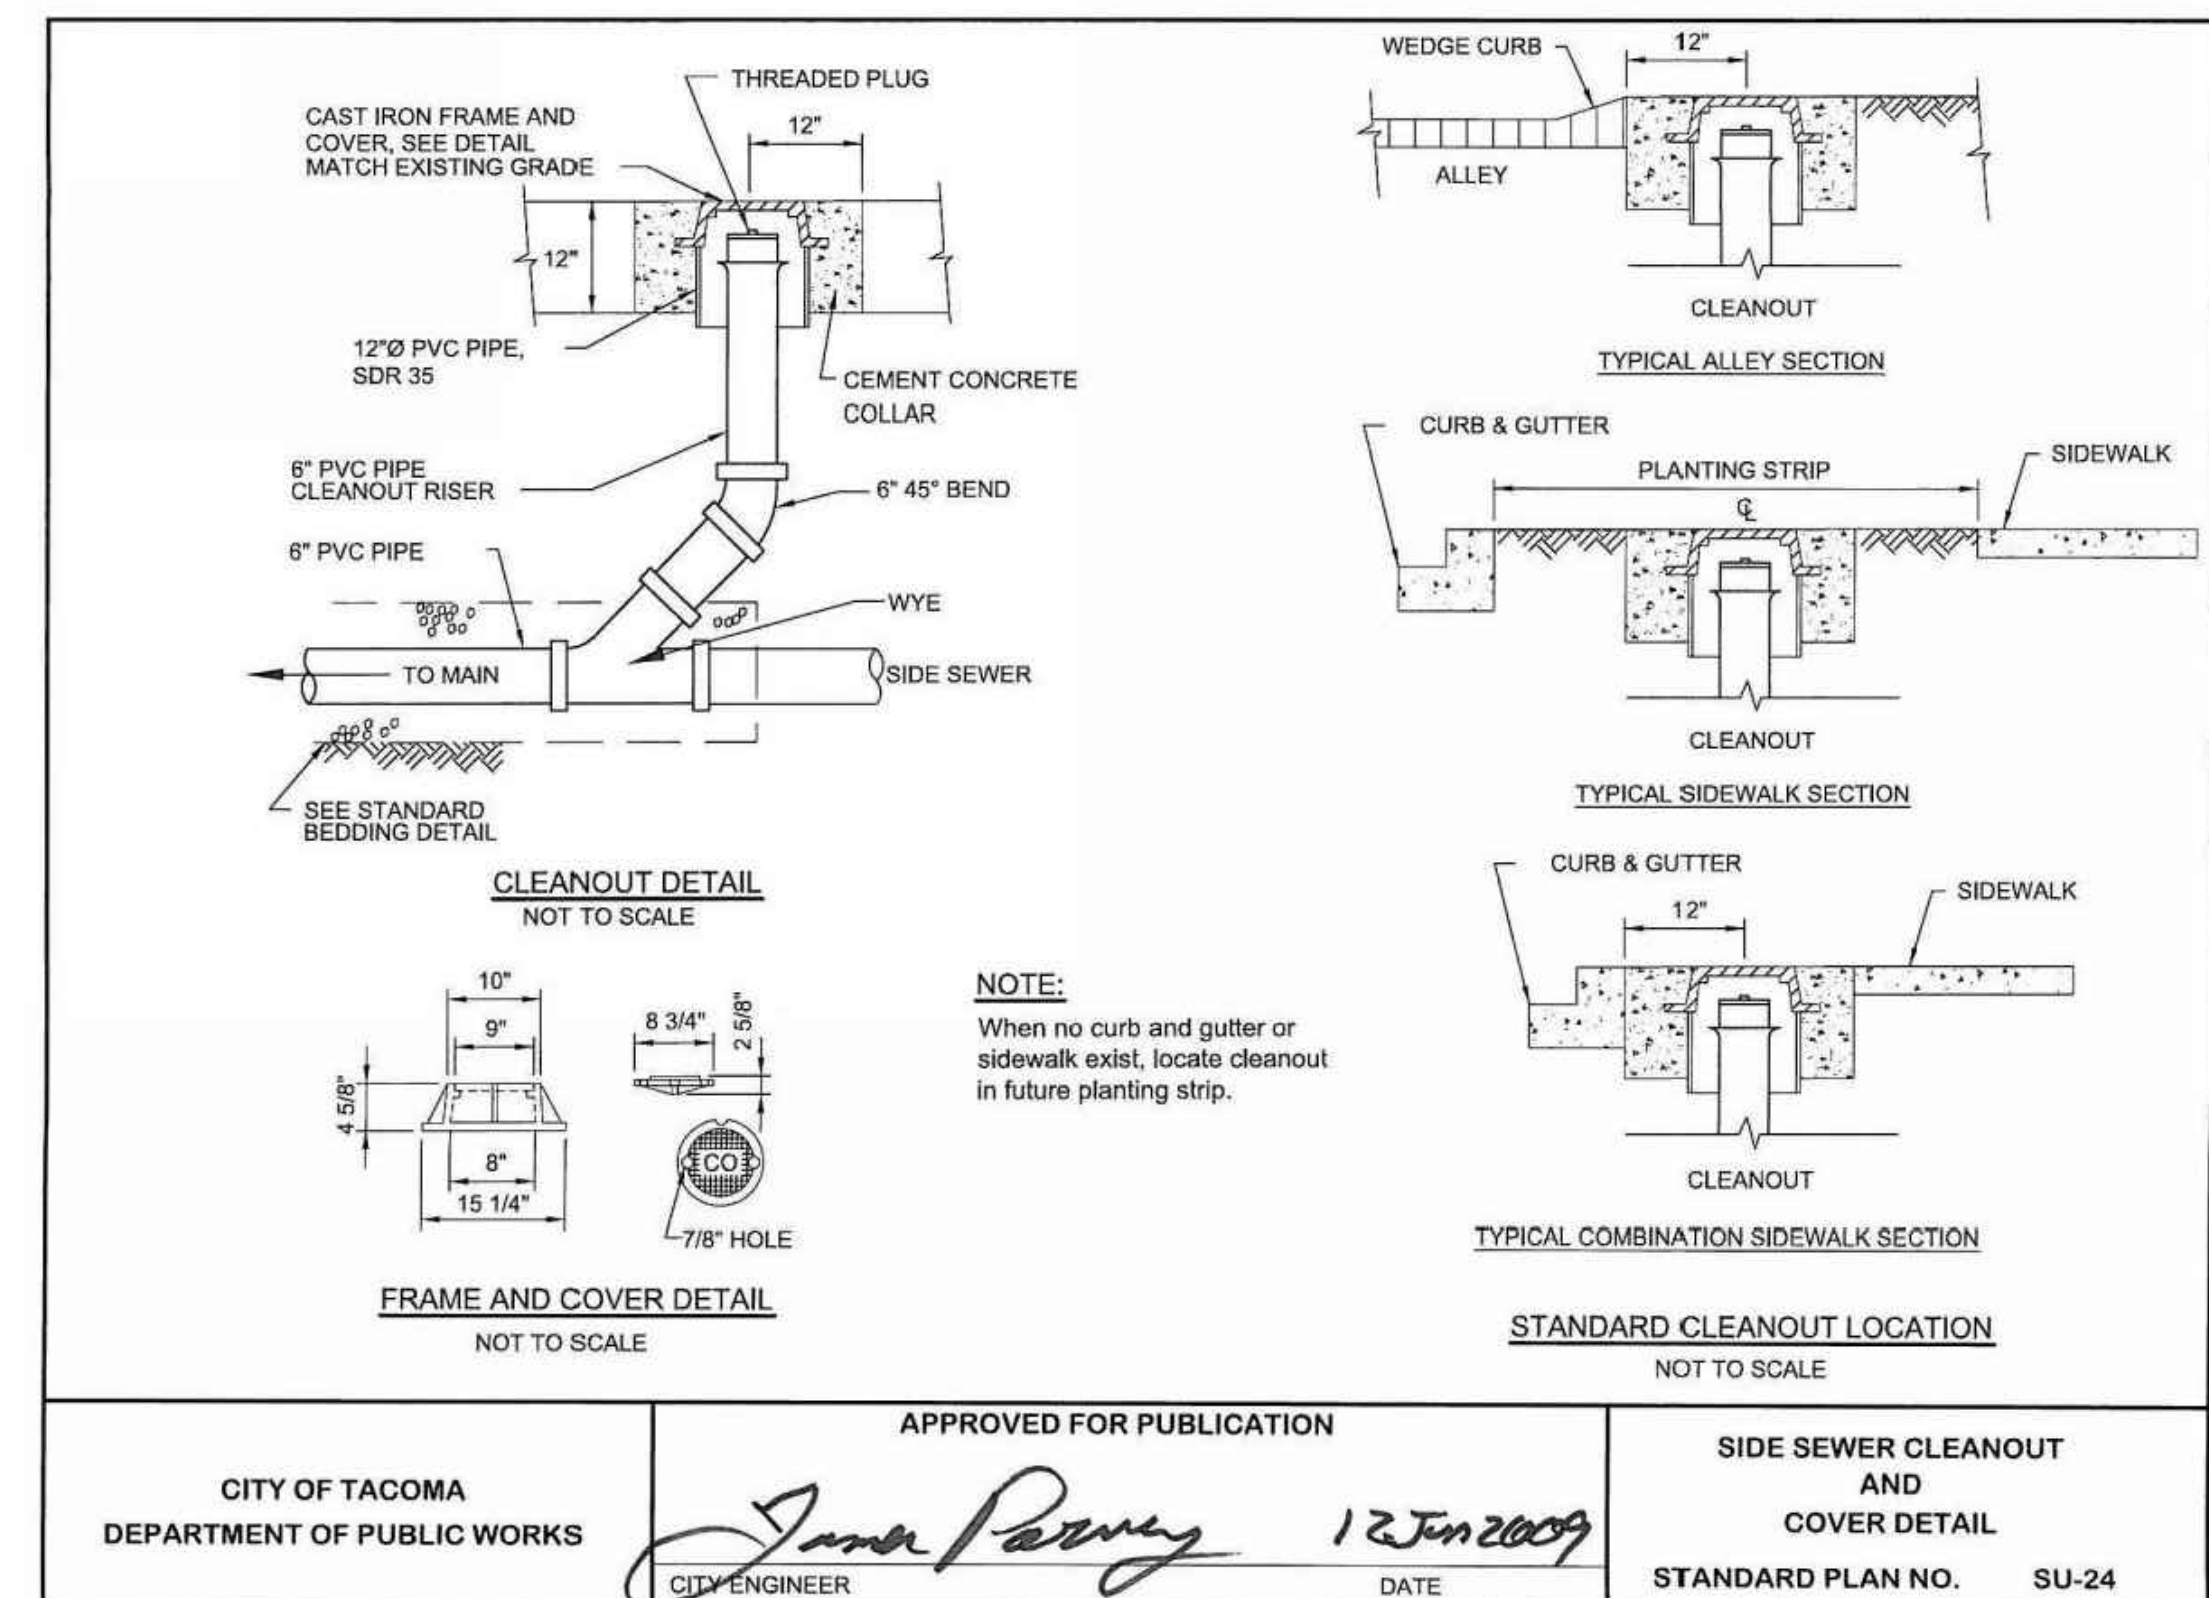 THREADED PLUG
CAST IRON FRAME AND
COVER, SEE DETAIL
MATCH EXISTING GRADE
12"
12"
12"Ø PVC PIPE,
SDR 35
CEMENT CONCRETE
COLLAR
6" PVC PIPE
CLEANOUT RISER
6" 45° BEND
6" PVC PIPE
WYE
TO MAIN
SIDE SEWER
SEE STANDARD
BEDDING DETAIL
CLEANOUT DETAIL
NOT TO SCALE
10"
9"
4 5/8"
8"
15 1/4"
8 3/4"
2 5/8"
CO
7/8" HOLE
FRAME AND COVER DETAIL
NOT TO SCALE
NOTE:
When no curb and gutter or
sidewalk exist, locate cleanout
in future planting strip.
WEDGE CURB
12"
ALLEY
CLEANOUT
TYPICAL ALLEY SECTION
CURB & GUTTER
SIDEWALK
PLANTING STRIP
℄
CLEANOUT
TYPICAL SIDEWALK SECTION
CURB & GUTTER
SIDEWALK
12"
CLEANOUT
TYPICAL COMBINATION SIDEWALK SECTION
STANDARD CLEANOUT LOCATION
NOT TO SCALE
CITY OF TACOMA
DEPARTMENT OF PUBLIC WORKS
APPROVED FOR PUBLICATION
12 Jun 2009
CITY ENGINEER
DATE
SIDE SEWER CLEANOUT
AND
COVER DETAIL
STANDARD PLAN NO. SU-24